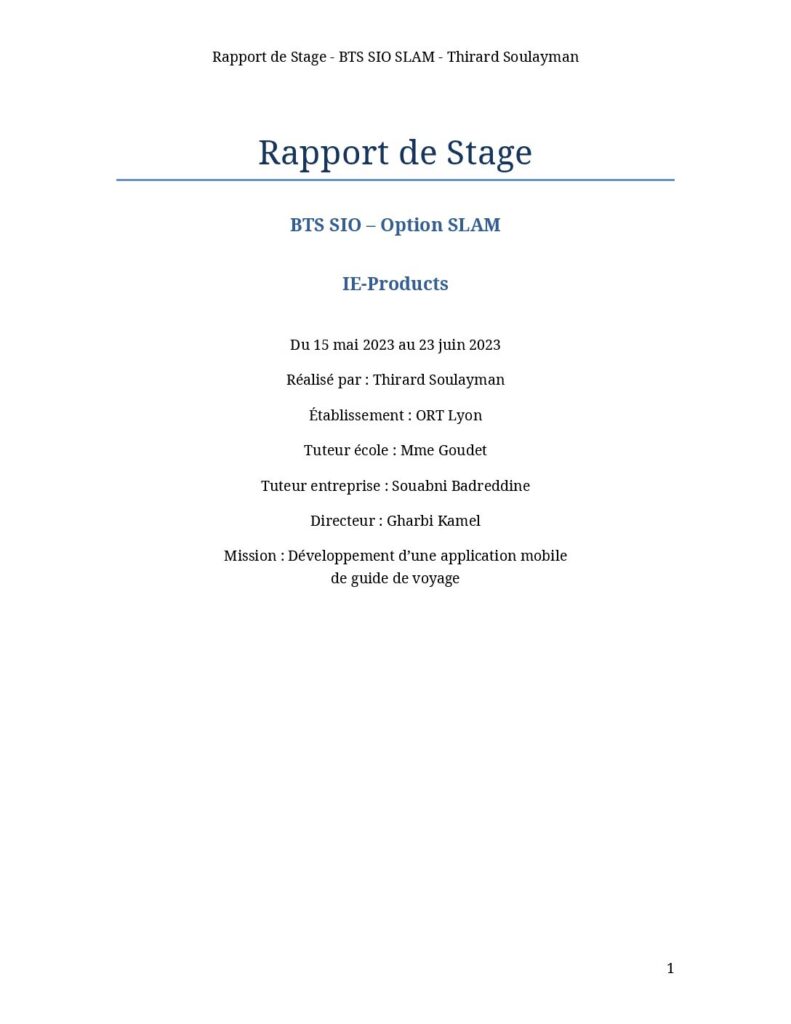 Rapport de Stage - BTS SIO SLAM - Thirard Soulayman
Rapport de Stage
BTS SIO – Option SLAM
IE-Products
Du 15 mai 2023 au 23 juin 2023
Réalisé par : Thirard Soulayman
Établissement : ORT Lyon
Tuteur école : Mme Goudet
Tuteur entreprise : Souabni Badreddine
Directeur : Gharbi Kamel
Mission : Développement d’une application mobile
de guide de voyage
1